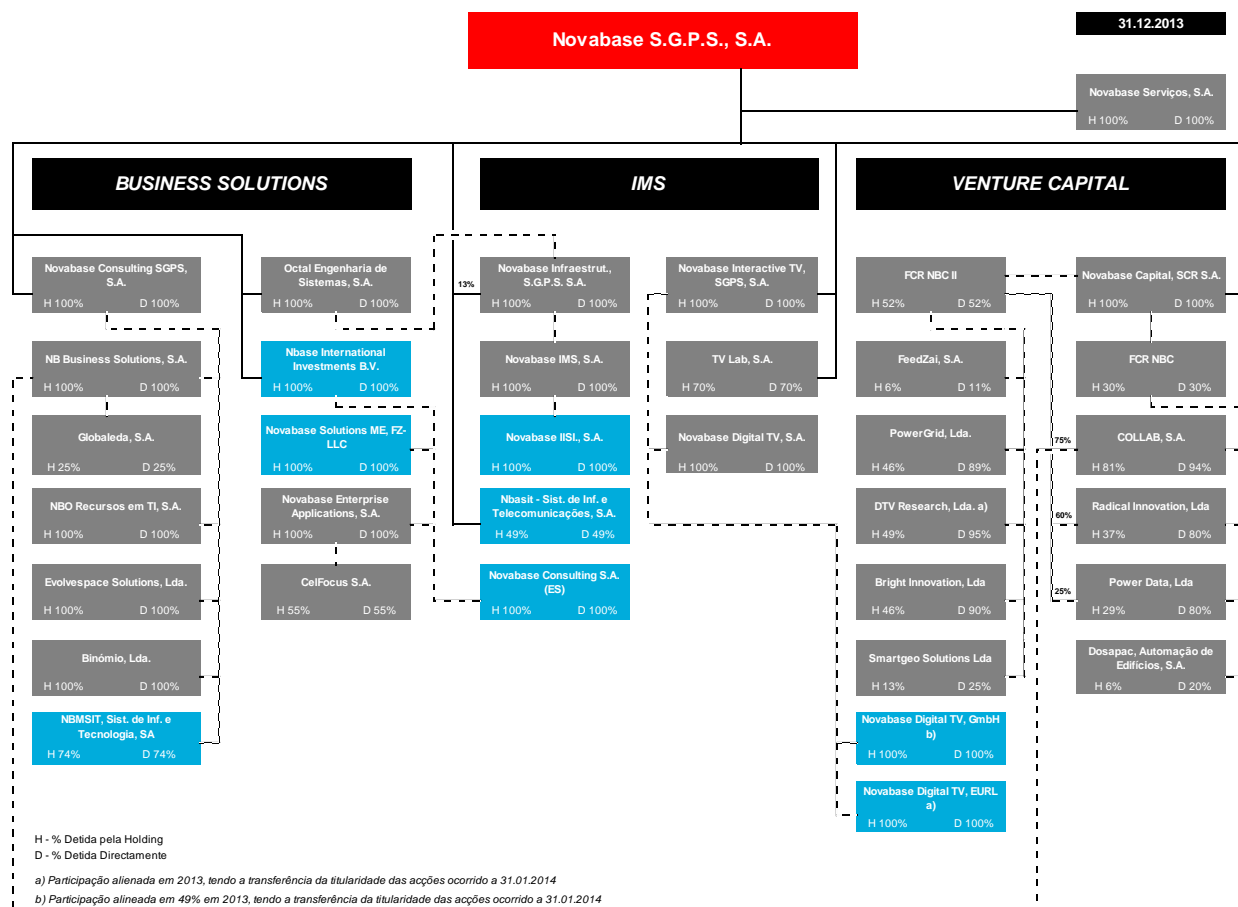 Novabase S.G.P.S., S.A.
31.12.2013
Novabase Serviços, S.A.
H 100% D 100%
BUSINESS SOLUTIONS
IMS
VENTURE CAPITAL
Novabase Consulting SGPS,
S.A.
H 100% D 100%
Octal Engenharia de
Sistemas, S.A.
H 100% D 100%
13%
Novabase Infraestrut.,
S.G.P.S. S.A.
H 100% D 100%
Novabase Interactive TV,
SGPS, S.A.
H 100% D 100%
FCR NBC II
H 52% D 52%
Novabase Capital, SCR S.A.
H 100% D 100%
NB Business Solutions, S.A.
H 100% D 100%
Nbase International
Investments B.V.
H 100% D 100%
Novabase IMS, S.A.
H 100% D 100%
TV Lab, S.A.
H 70% D 70%
FeedZai, S.A.
H 6% D 11%
FCR NBC
H 30% D 30%
Globaleda, S.A.
H 25% D 25%
Novabase Solutions ME, FZ-
LLC
H 100% D 100%
Novabase IISI, S.A.
H 100% D 100%
Novabase Digital TV, S.A.
H 100% D 100%
PowerGrid, Lda.
H 46% D 89%
75%
COLLAB, S.A.
H 81% D 94%
NBO Recursos em TI, S.A.
H 100% D 100%
Novabase Enterprise
Applications, S.A.
H 100% D 100%
Nbasit - Sist. de Inf. e
Telecomunicações, S.A.
H 49% D 49%
DTV Research, Lda. a)
H 49% D 95%
60%
Radical Innovation, Lda
H 37% D 80%
Evolvespace Solutions, Lda.
H 100% D 100%
CelFocus S.A.
H 55% D 55%
Novabase Consulting S.A.
(ES)
H 100% D 100%
Bright Innovation, Lda
H 46% D 90%
25%
Power Data, Lda
H 29% D 80%
Binómio, Lda.
H 100% D 100%
Smartgeo Solutions Lda
H 13% D 25%
Dosapac, Automação de
Edifícios, S.A.
H 6% D 20%
NBMSIT, Sist. de Inf. e
Tecnologia, SA
H 74% D 74%
Novabase Digital TV, GmbH
b)
H 100% D 100%
Novabase Digital TV, EURL
a)
H 100% D 100%
H - % Detida pela Holding
D - % Detida Directamente
a) Participação alienada em 2013, tendo a transferência da titularidade das acções ocorrido a 31.01.2014
b) Participação alineada em 49% em 2013, tendo a transferência da titularidade das acções ocorrido a 31.01.2014